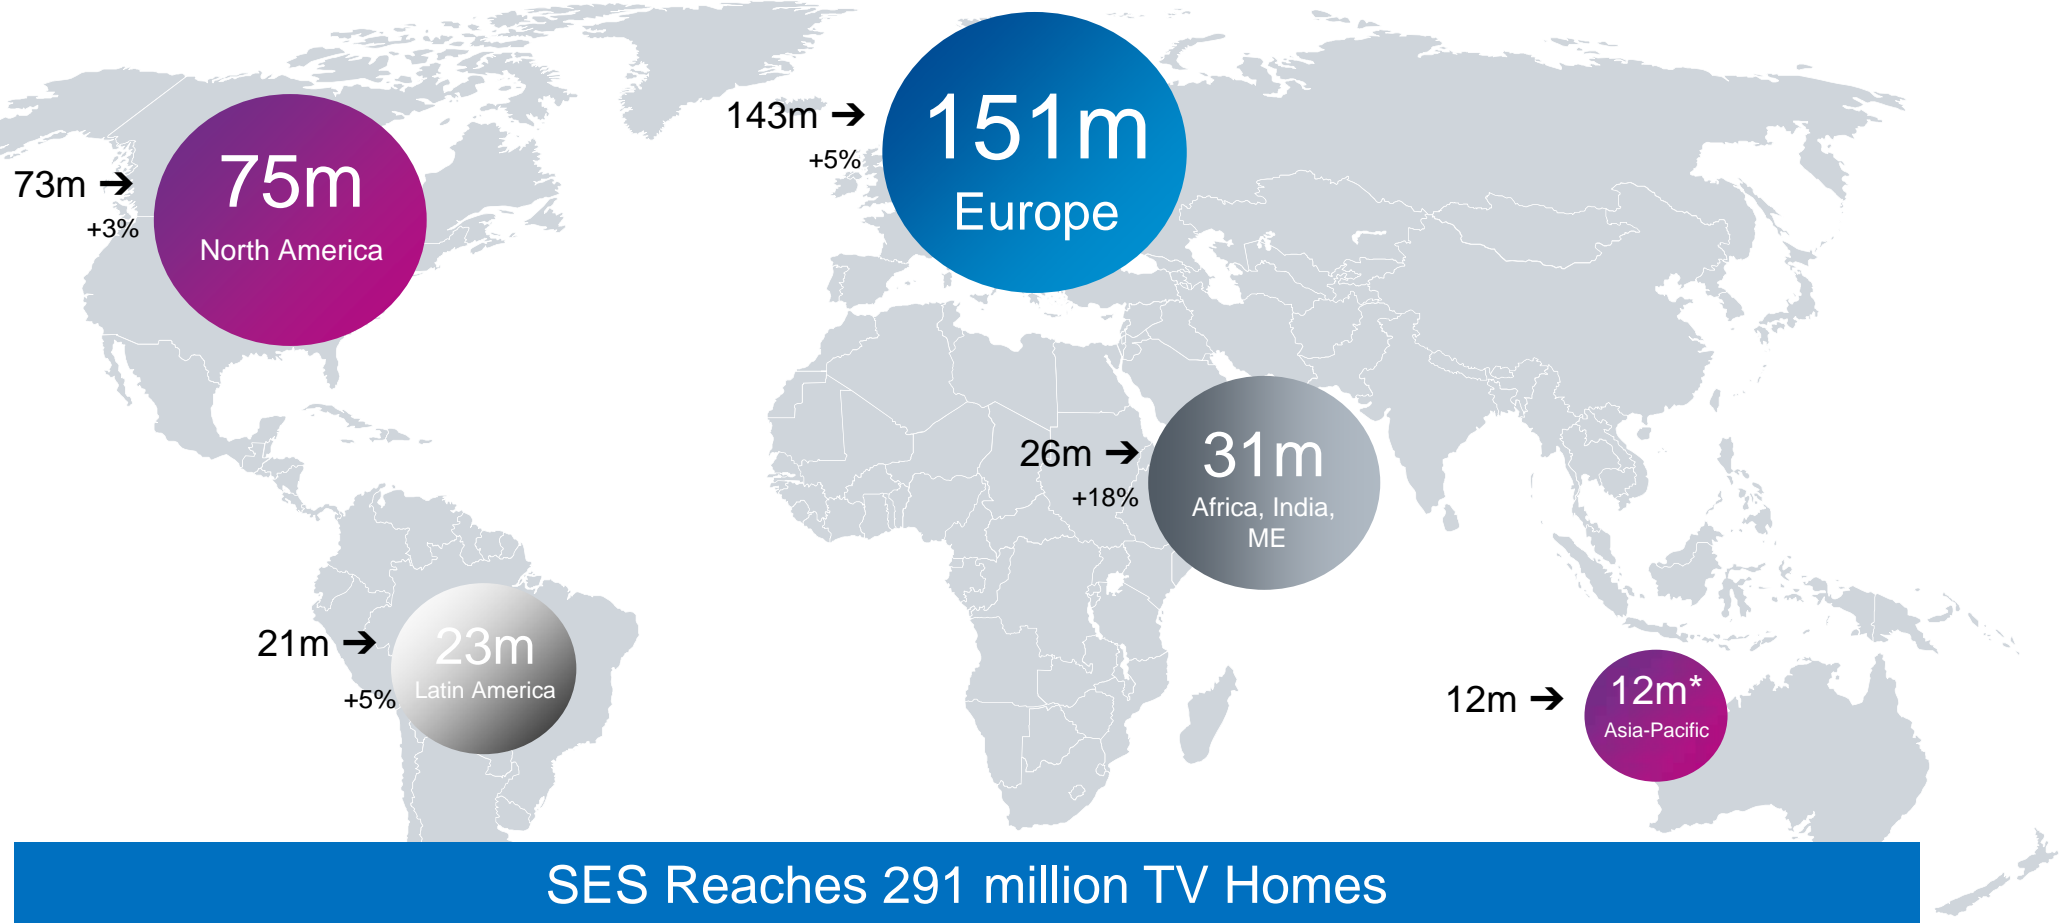 143m ➔
+5%
151m
Europe
73m ➔
+3%
75m
North America
26m ➔
+18%
31m
Africa, India,
ME
21m ➔
+5%
23m
Latin America
12m ➔
12m*
Asia-Pacific
SES Reaches 291 million TV Homes